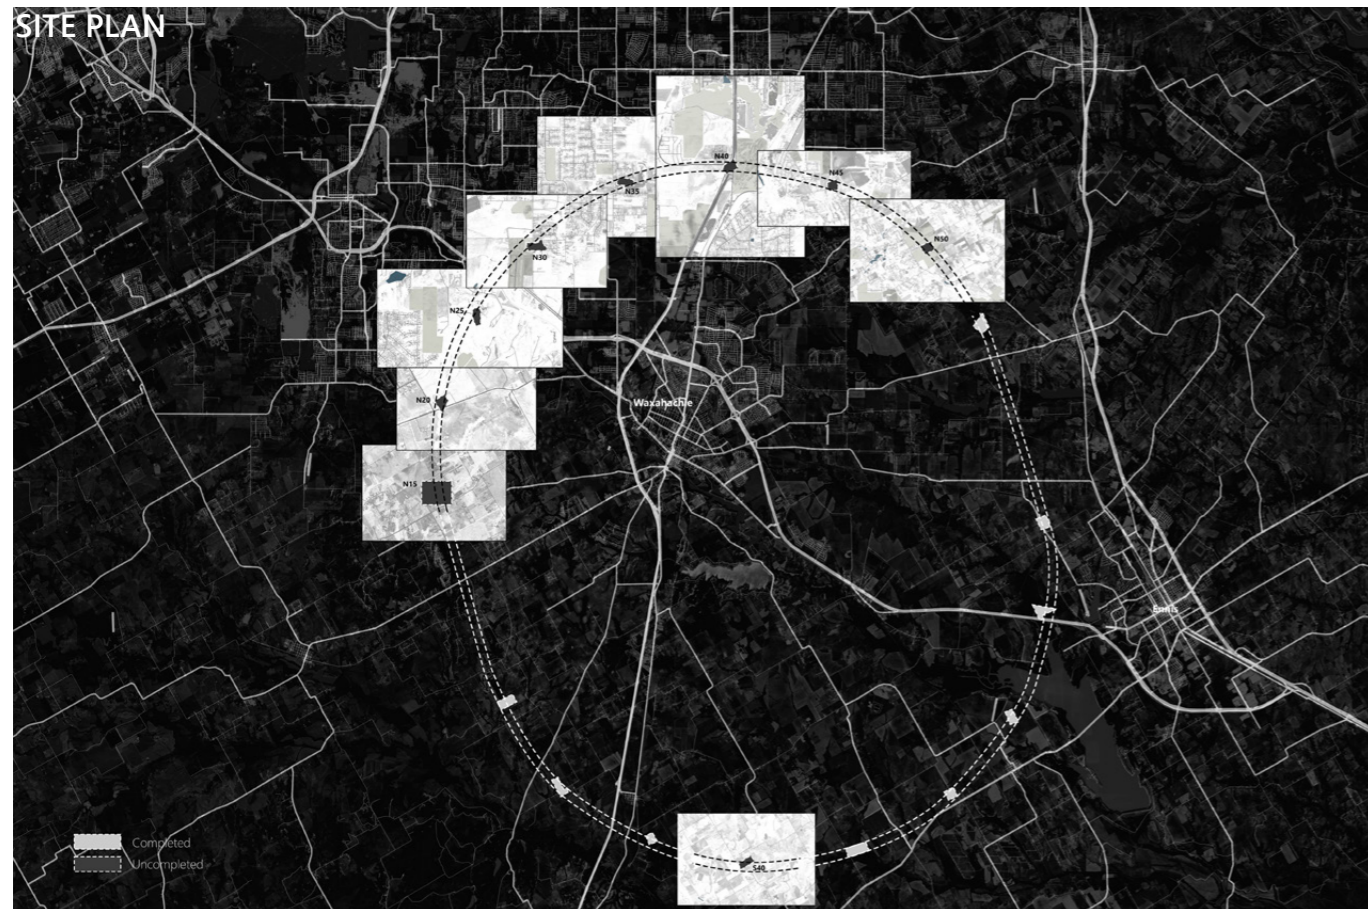 SITE PLAN
N40
N45
N35
N50
N30
N25
Waxahachie
N20
N15
Ennis
Completed
Uncompleted
S40